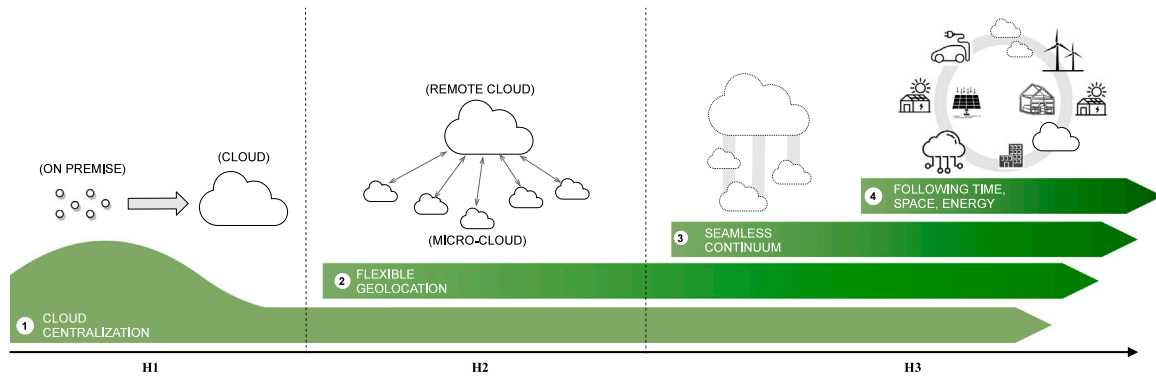 (ON PREMISE)
(CLOUD)
(REMOTE CLOUD)
(MICRO-CLOUD)
4 FOLLOWING TIME,
SPACE, ENERGY
3 SEAMLESS
CONTINUUM
2 FLEXIBLE
GEOLOCATION
1 CLOUD
CENTRALIZATION
H1
H2
H3